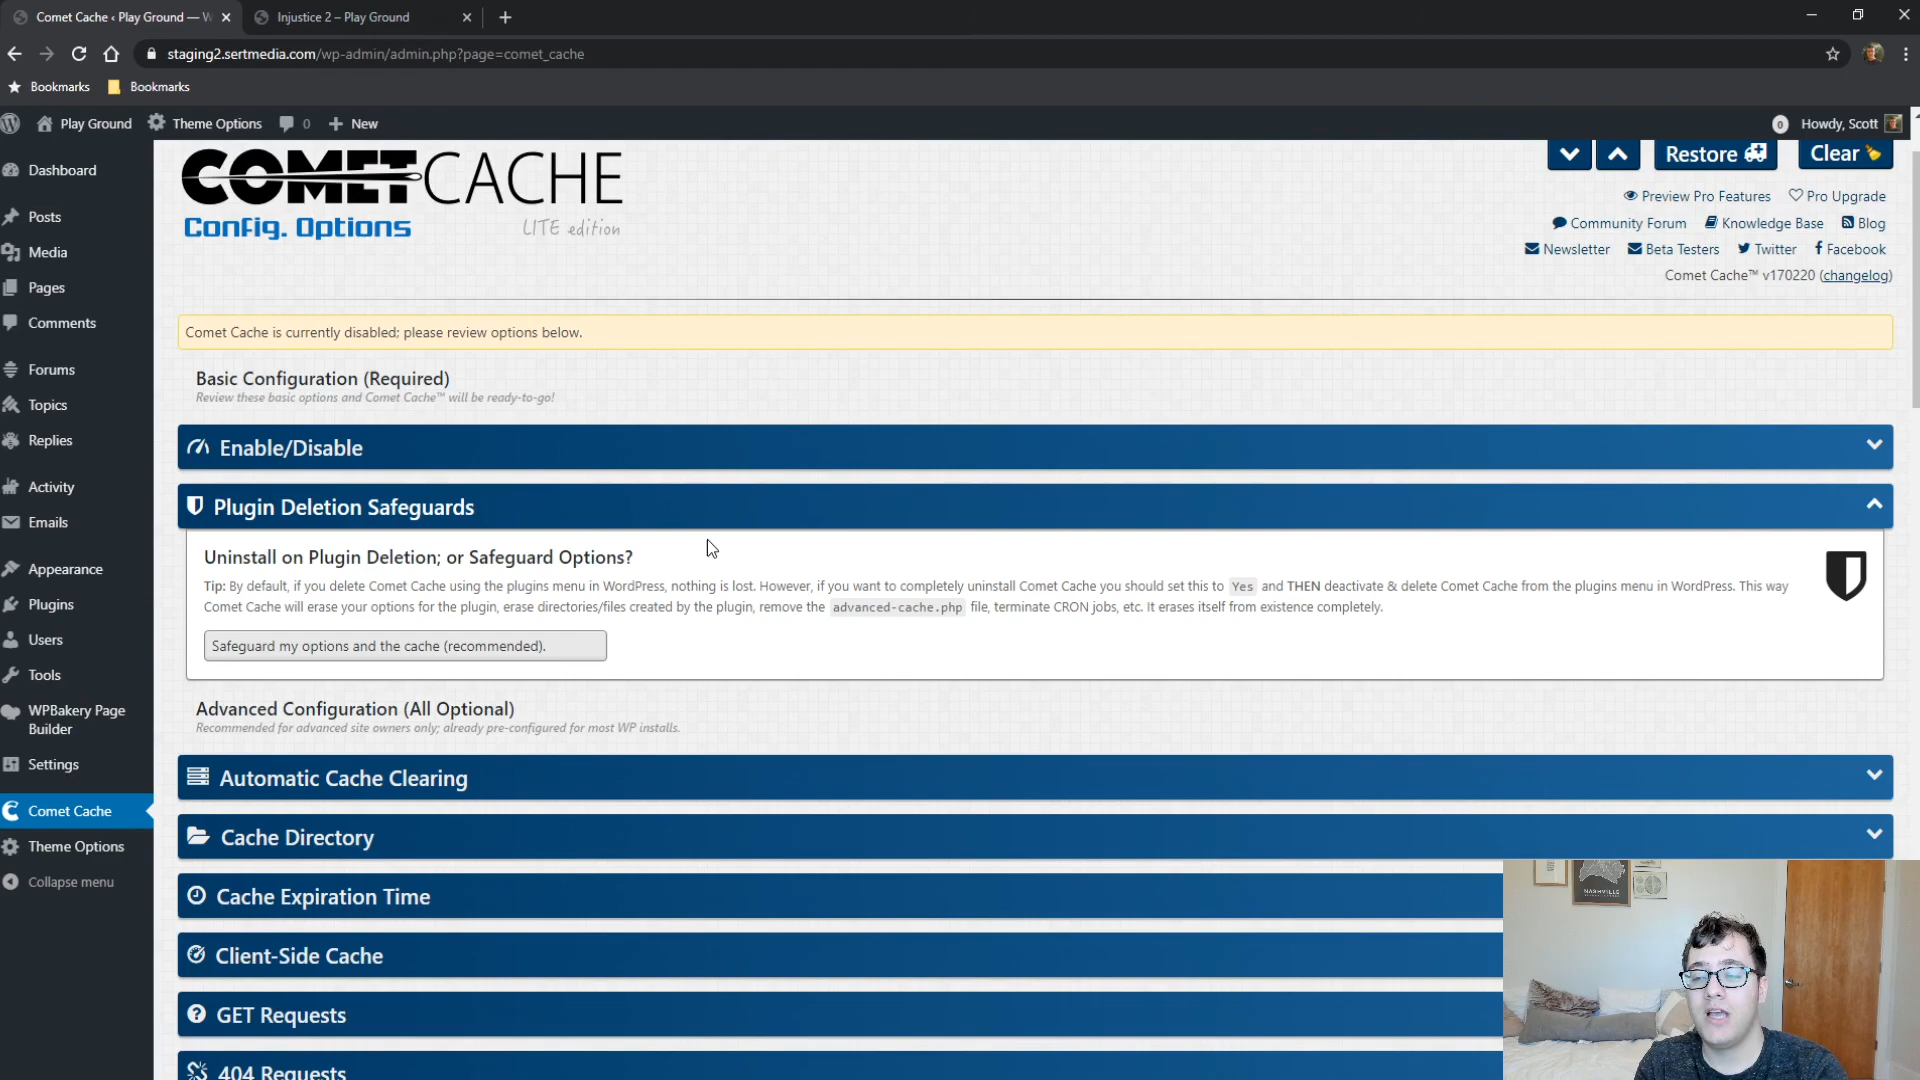 Comet Cache ‹ Play Ground — W
Injustice 2 – Play Ground
staging2.sertmedia.com/wp-admin/admin.php?page=comet_cache
Bookmarks
Bookmarks
Play Ground
Theme Options
0
New
0
Howdy, Scott
Dashboard
Posts
Media
Pages
Comments
Forums
Topics
Replies
Activity
Emails
Appearance
Plugins
Users
Tools
WPBakery Page
Builder
Settings
Comet Cache
Theme Options
Collapse menu
COMET CACHE
Config. Options
LITE edition
Restore
Clear
Preview Pro Features
Pro Upgrade
Community Forum
Knowledge Base
Blog
Newsletter
Beta Testers
Twitter
Facebook
Comet Cache™ v170220 (changelog)
Comet Cache is currently disabled; please review options below.
Basic Configuration (Required)
Review these basic options and Comet Cache™ will be ready-to-go!
Enable/Disable
Plugin Deletion Safeguards
Uninstall on Plugin Deletion; or Safeguard Options?
Tip: By default, if you delete Comet Cache using the plugins menu in WordPress, nothing is lost. However, if you want to completely uninstall Comet Cache you should set this to Yes and THEN deactivate & delete Comet Cache from the plugins menu in WordPress. This way
Comet Cache will erase your options for the plugin, erase directories/files created by the plugin, remove the advanced-cache.php file, terminate CRON jobs, etc. It erases itself from existence completely.
Safeguard my options and the cache (recommended).
Advanced Configuration (All Optional)
Recommended for advanced site owners only; already pre-configured for most WP installs.
Automatic Cache Clearing
Cache Directory
Cache Expiration Time
Client-Side Cache
GET Requests
404 Requests
NASHVILLE